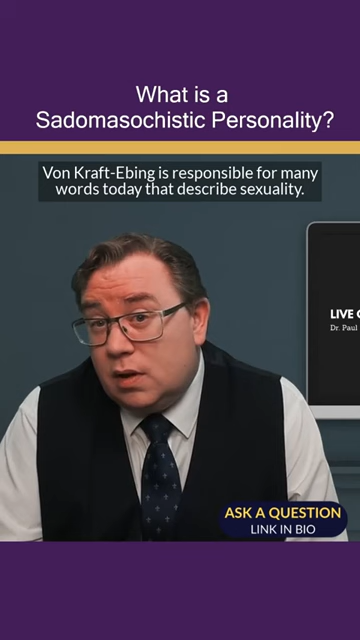 What is a
Sadomasochistic Personality?
Von Kraft-Ebing is responsible for many
words today that describe sexuality.
LIVE
Dr. Paul
ASK A QUESTION
LINK IN BIO